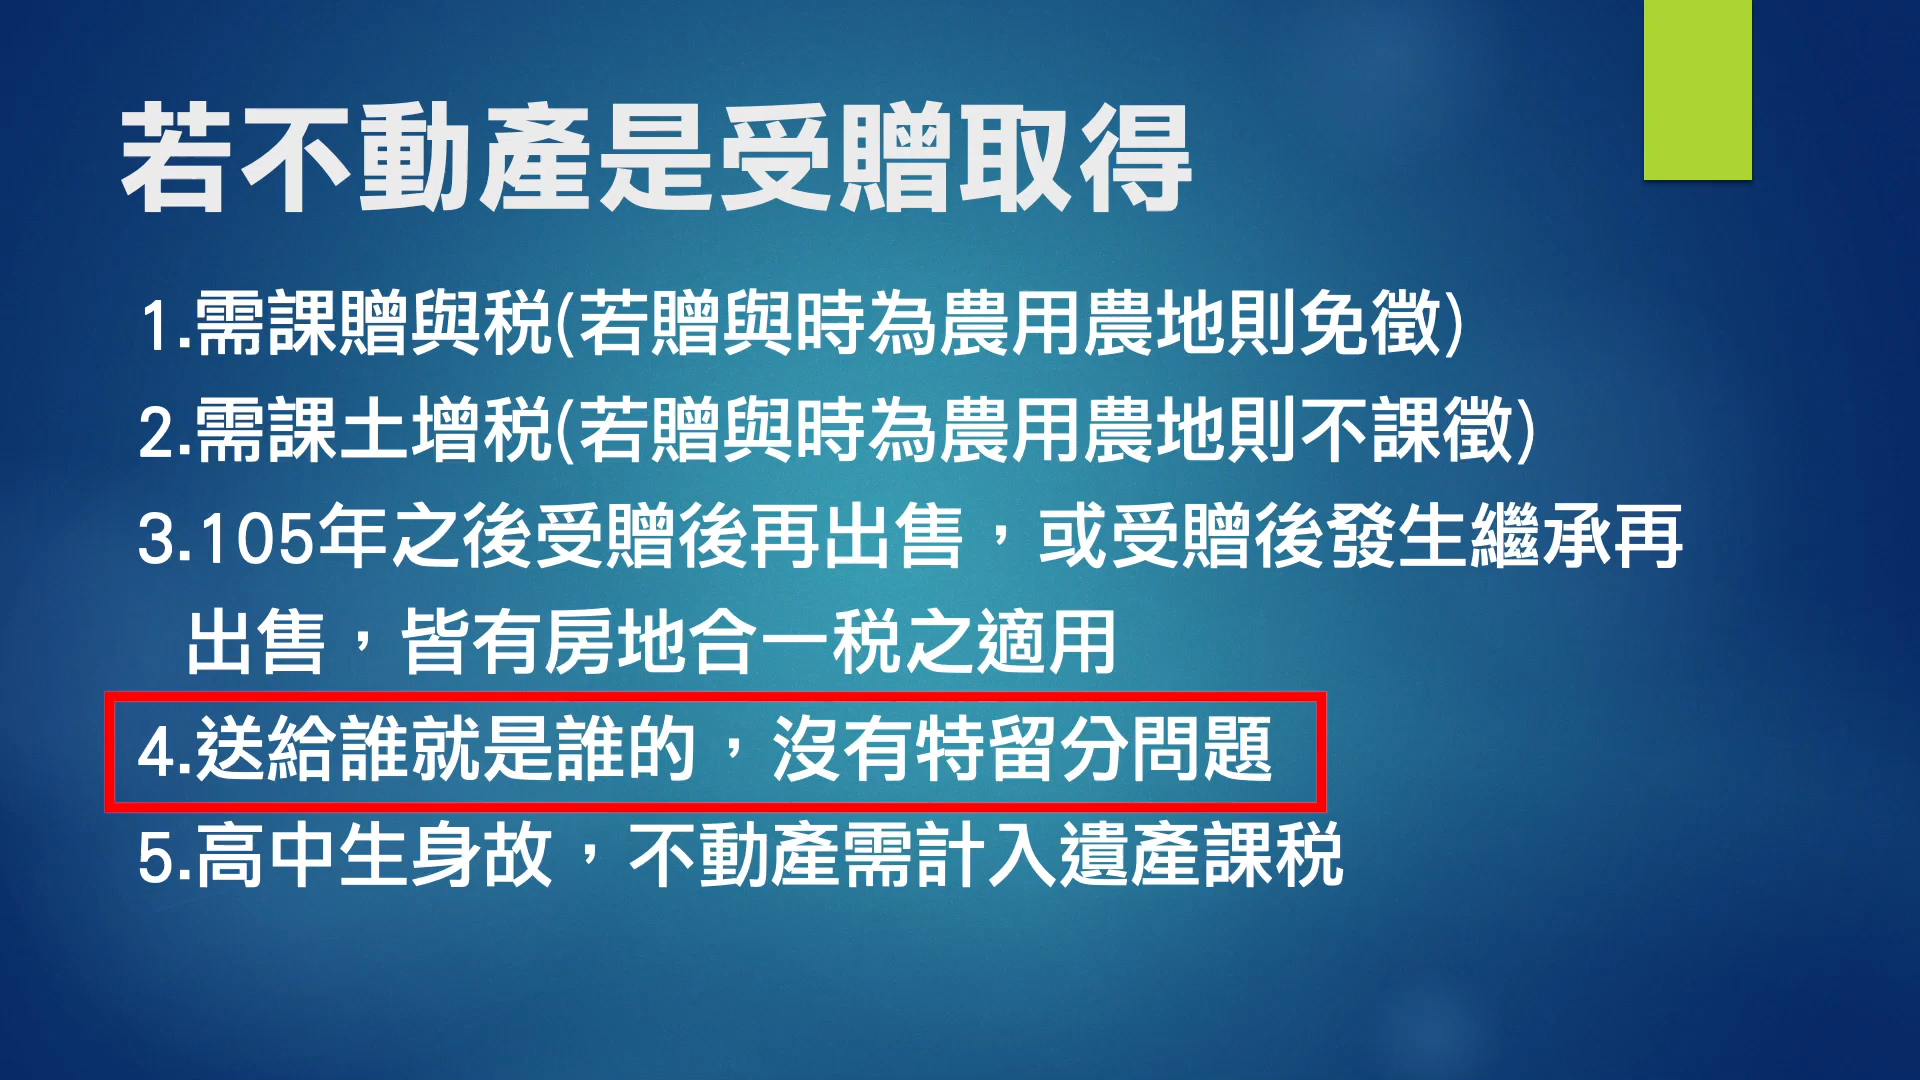 若不動產是受贈取得
1.需課贈與税(若贈與時為農用農地則免徵)
2.需課土增税(若贈與時為農用農地則不課徵)
3.105年之後受贈後再出售，或受贈後發生繼承再
出售，皆有房地合一税之適用
4.送給誰就是誰的，沒有特留分問題
5.高中生身故，不動產需計入遺產課税